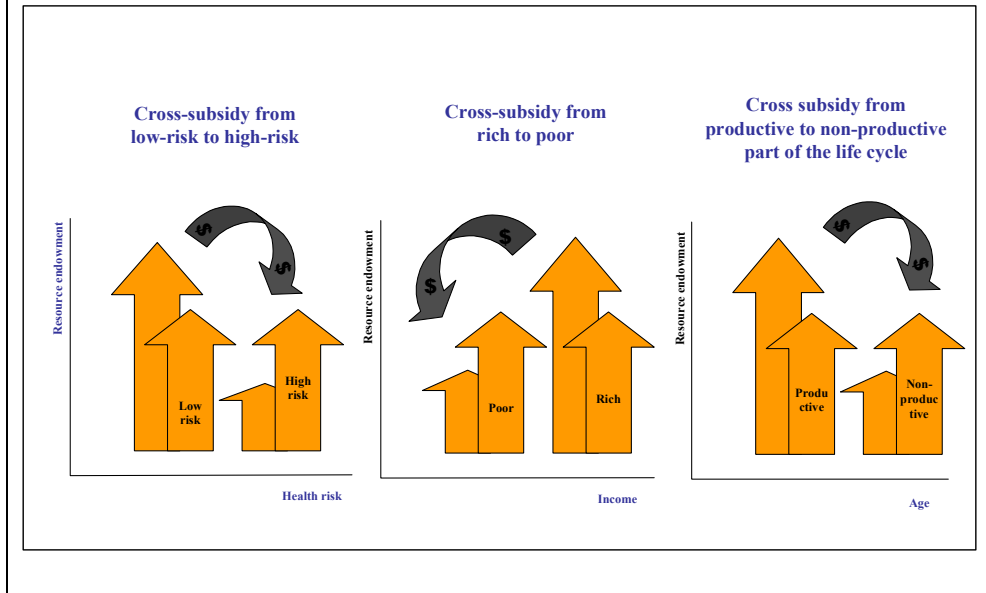 Cross-subsidy from
low-risk to high-risk
Resource endowment
$
$
Low
risk
High
risk
Health risk
Cross-subsidy from
rich to poor
Resource endowment
$
$
Poor
Rich
Income
Cross subsidy from
productive to non-productive
part of the life cycle
Resource endowment
$
$
Produ
ctive
Non-
produc
tive
Age